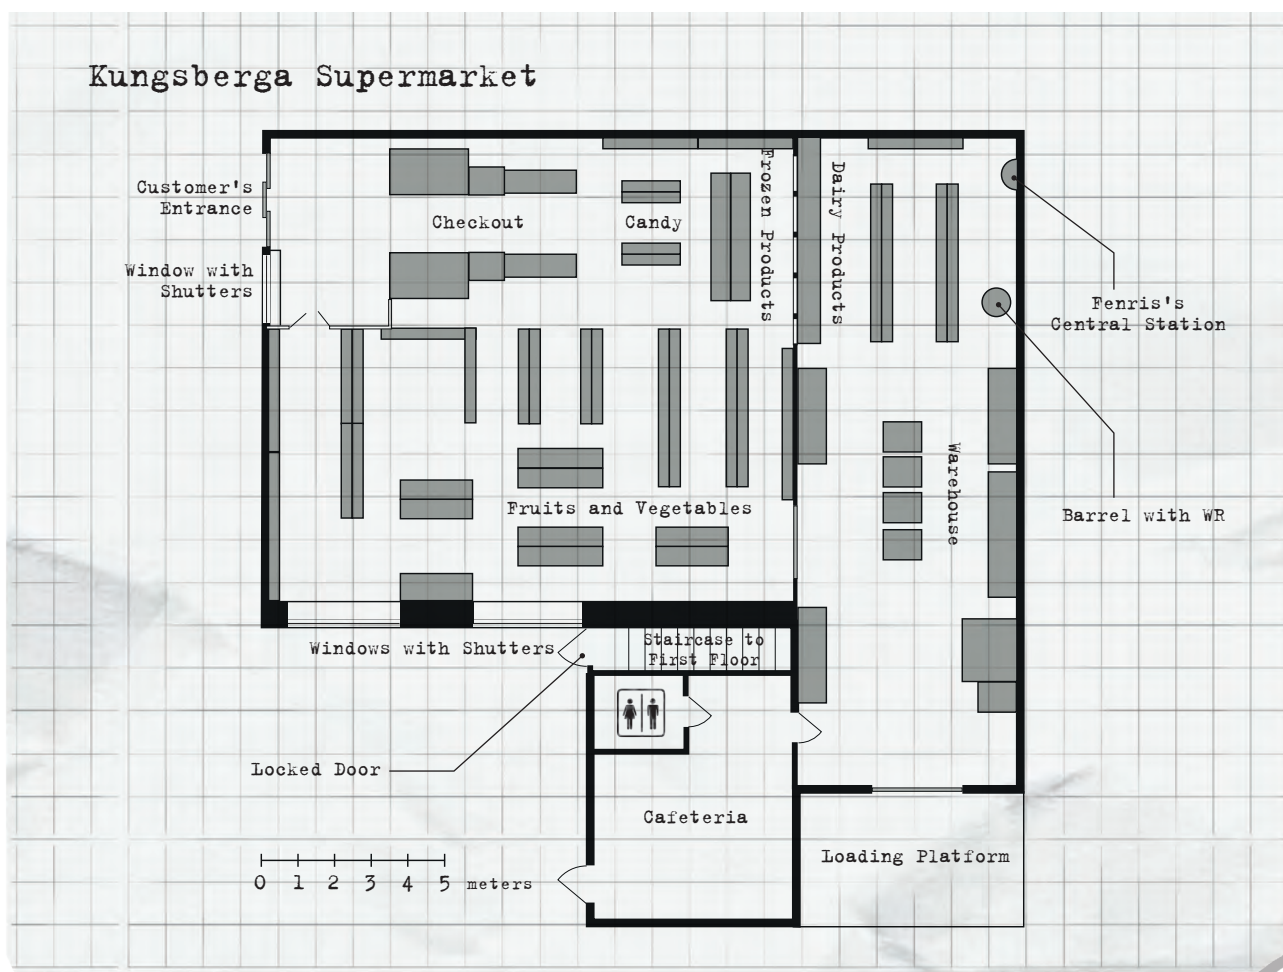 Kungsberga Supermarket
Customer's
Entrance
Window with
Shutters
Checkout
Candy
Frozen Products
Dairy Products
Fenris's
Central Station
Warehouse
Barrel with WR
Fruits and Vegetables
Windows with Shutters
Staircase to
First Floor
Locked Door
Cafeteria
Loading Platform
0 1 2 3 4 5 meters